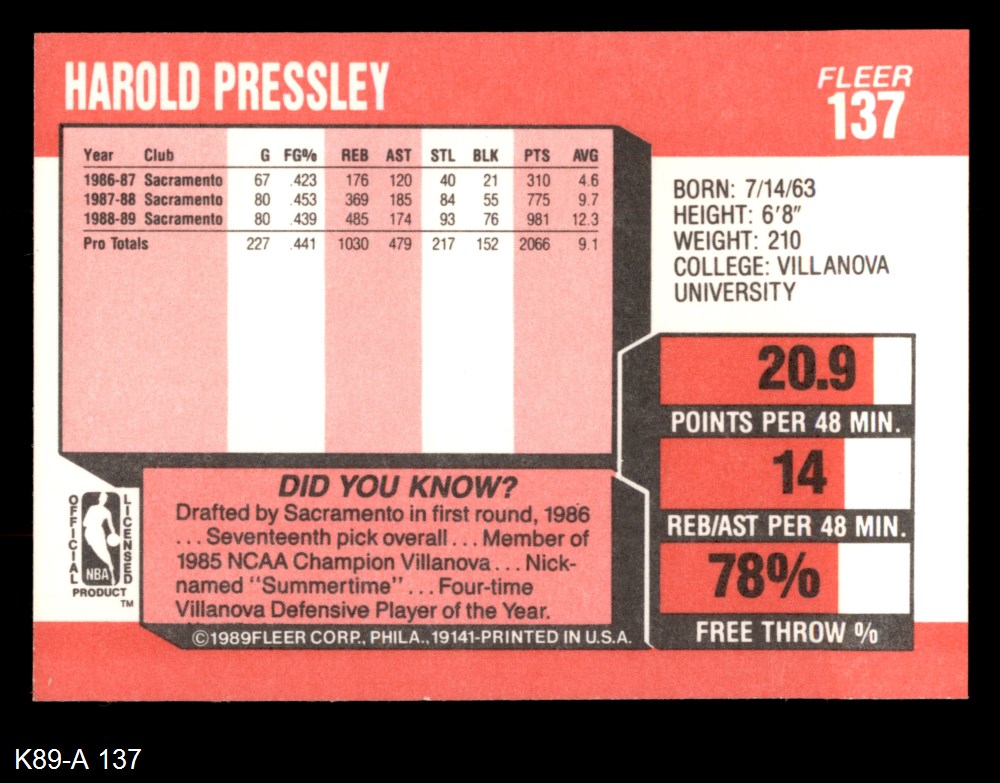 HAROLD PRESSLEY
FLEER
137
Year Club G FG% REB AST STL BLK PTS AVG
1986-87 Sacramento 67 .423 176 120 40 21 310 4.6
1987-88 Sacramento 80 .453 369 185 84 55 775 9.7
1988-89 Sacramento 80 .439 485 174 93 76 981 12.3
Pro Totals 227 .441 1030 479 217 152 2066 9.1
BORN: 7/14/63
HEIGHT: 6'8"
WEIGHT: 210
COLLEGE: VILLANOVA
UNIVERSITY
20.9
POINTS PER 48 MIN.
14
REB/AST PER 48 MIN.
78%
FREE THROW %
DID YOU KNOW?
Drafted by Sacramento in first round, 1986
... Seventeenth pick overall ... Member of
1985 NCAA Champion Villanova ... Nick-
named "Summertime" ... Four-time
Villanova Defensive Player of the Year.
OFFICIAL
LICENSED
NBA
PRODUCT
TM
©1989FLEER CORP., PHILA., 19141-PRINTED IN U.S.A.
K89-A 137